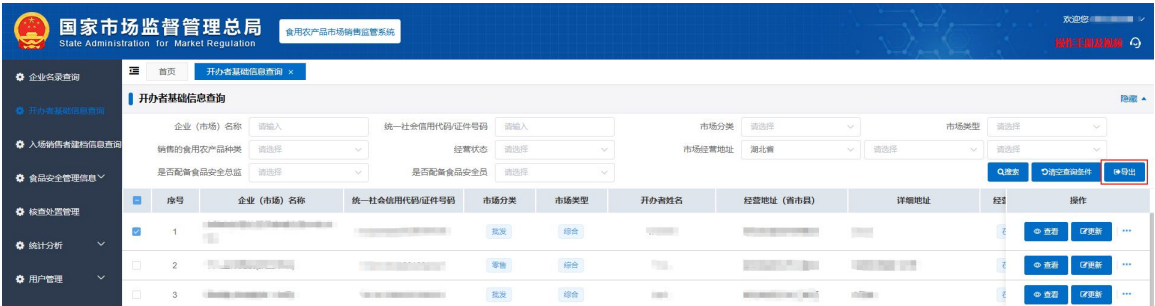 国家市场监督管理总局
State Administration for Market Regulation
食用农产品市场销售监管系统
欢迎您
操作手册及视频
企业名录查询
开办者基础信息查询
入场销售者建档信息查询
食品安全管理信息
核查处置管理
统计分析
用户管理
首页 开办者基础信息查询 ×
开办者基础信息查询 隐藏
企业（市场）名称 请输入 统一社会信用代码/证件号码 请输入 市场分类 请选择 市场类型 请选择
销售的食用农产品种类 请选择 经营状态 请选择 市场经营地址 湖北省 请选择 请选择
是否配备食品安全总监 请选择 是否配备食品安全员 请选择
搜索 清空查询条件 导出
序号 企业（市场）名称 统一社会信用代码/证件号码 市场分类 市场类型 开办者姓名 经营地址（省市县） 详细地址 经营 操作
1 批发 综合 查看 更新 ···
2 零售 综合 查看 更新 ···
3 批发 综合 查看 更新 ···